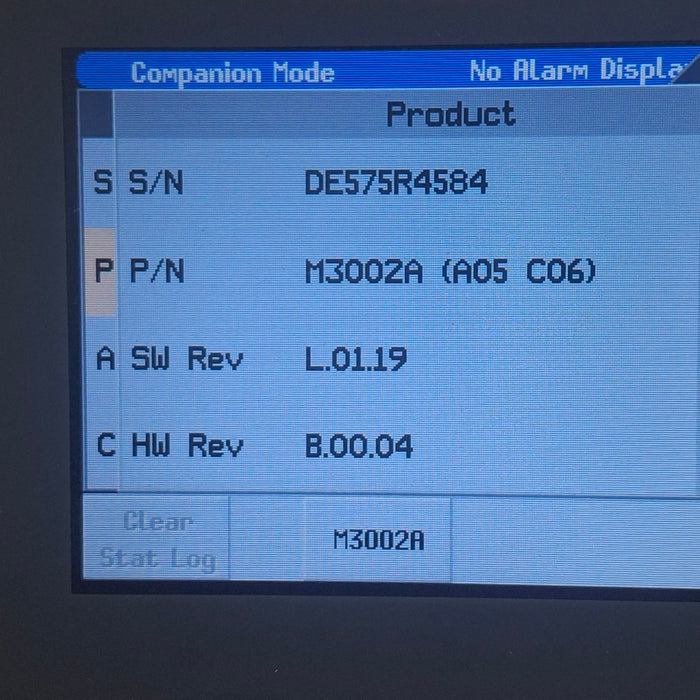 Companion Mode No Alarm Displa
Product
S S/N DE575R4584
P P/N M3002A (A05 C06)
A SW Rev L.01.19
C HW Rev B.00.04
Clear
Stat Log
M3002A